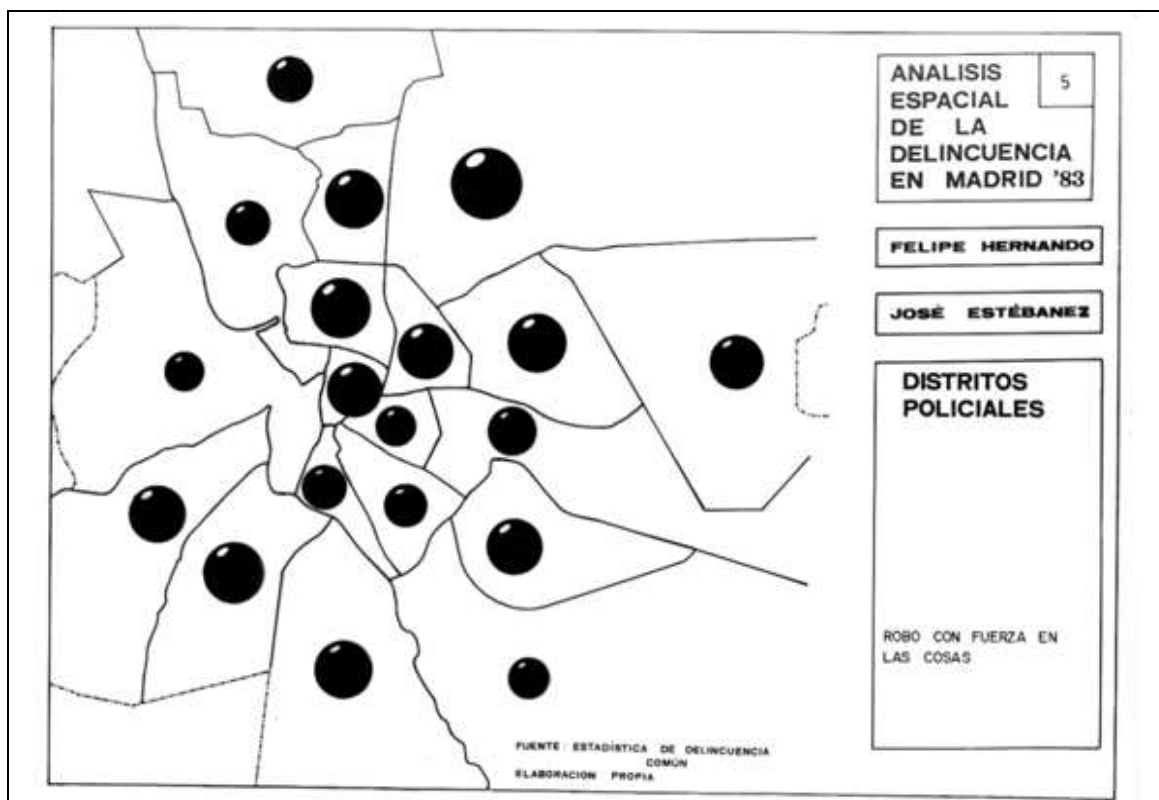 ANALISIS
ESPACIAL
DE LA
DELINCUENCIA
EN MADRID '83
5
FELIPE HERNANDO
JOSÉ ESTÉBANEZ
DISTRITOS
POLICIALES
ROBO CON FUERZA EN
LAS COSAS
FUENTE: ESTADÍSTICA DE DELINCUENCIA
COMÚN
ELABORACION PROPIA